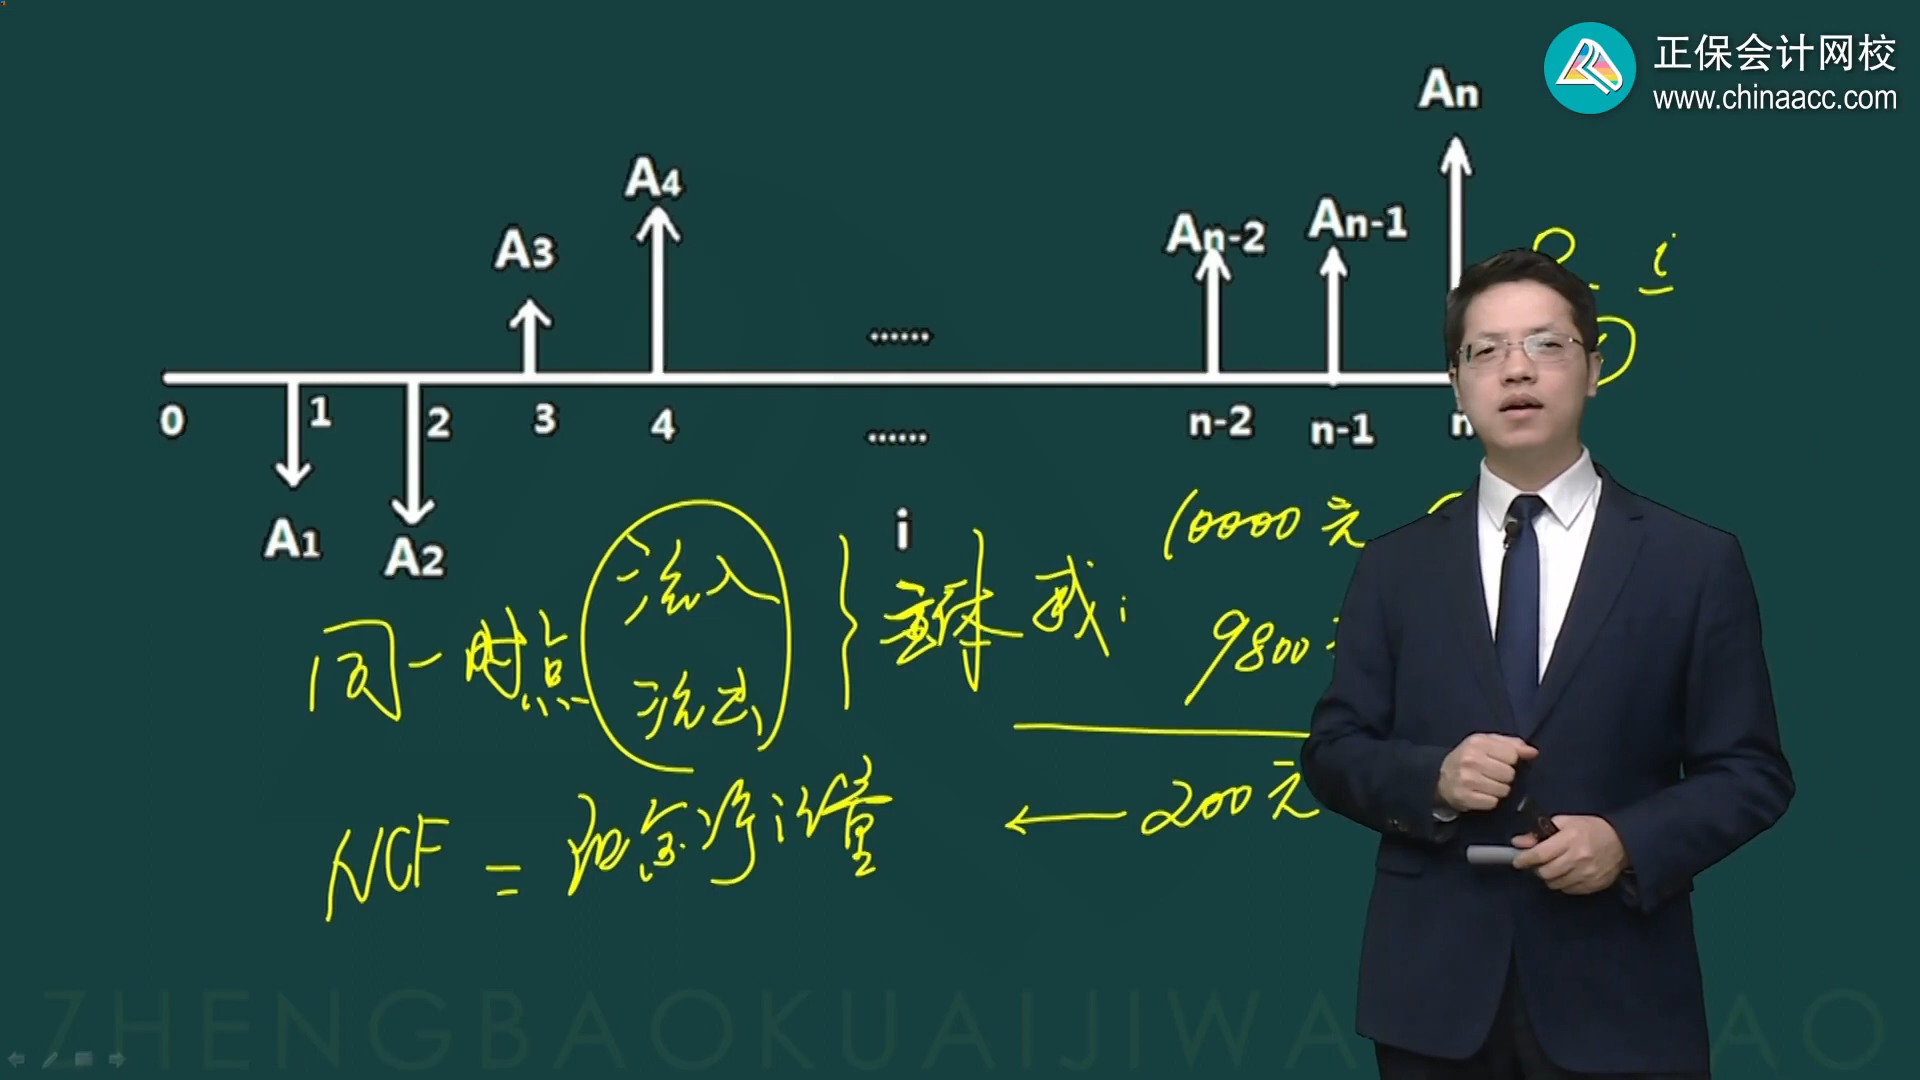 正保会计网校
www.chinaacc.com
An
A4
A3
An-2
An-1
i
......
0
1
2
3
4
......
n-2
n-1
n
A1
A2
i
10000元
同一时点
流入
流出
主体
9800
200元
NCF = 现金净流量
ZHENGBAOKUAIJIWA
AO